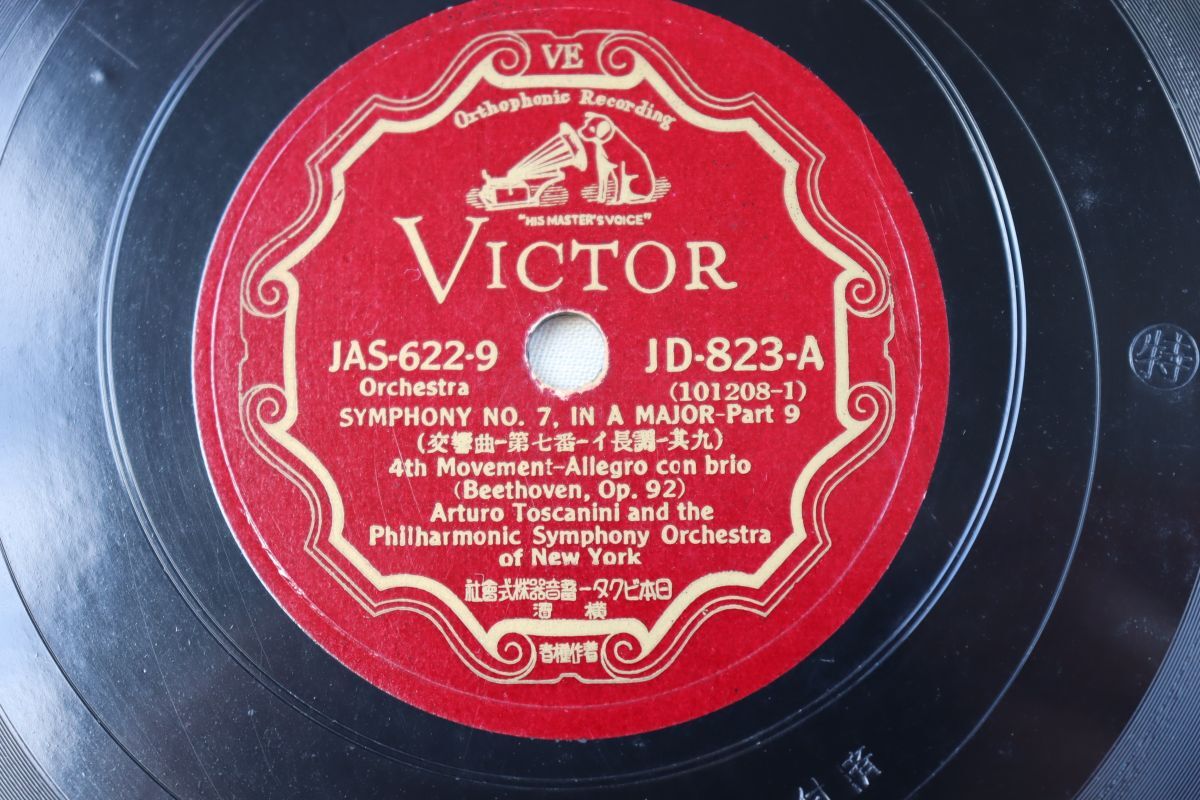 VE
Orthophonic Recording
"HIS MASTER'S VOICE"
VICTOR
JAS-622-9
JD-823-A
Orchestra
(101208-1)
SYMPHONY NO. 7, IN A MAJOR-Part 9
(交響曲-第七番-イ長調-其九)
4th Movement-Allegro con brio
(Beethoven, Op. 92)
Arturo Toscanini and the
Philharmonic Symphony Orchestra
of New York
日本ビクター蓄音器株式會社
横濱
著作權有
特